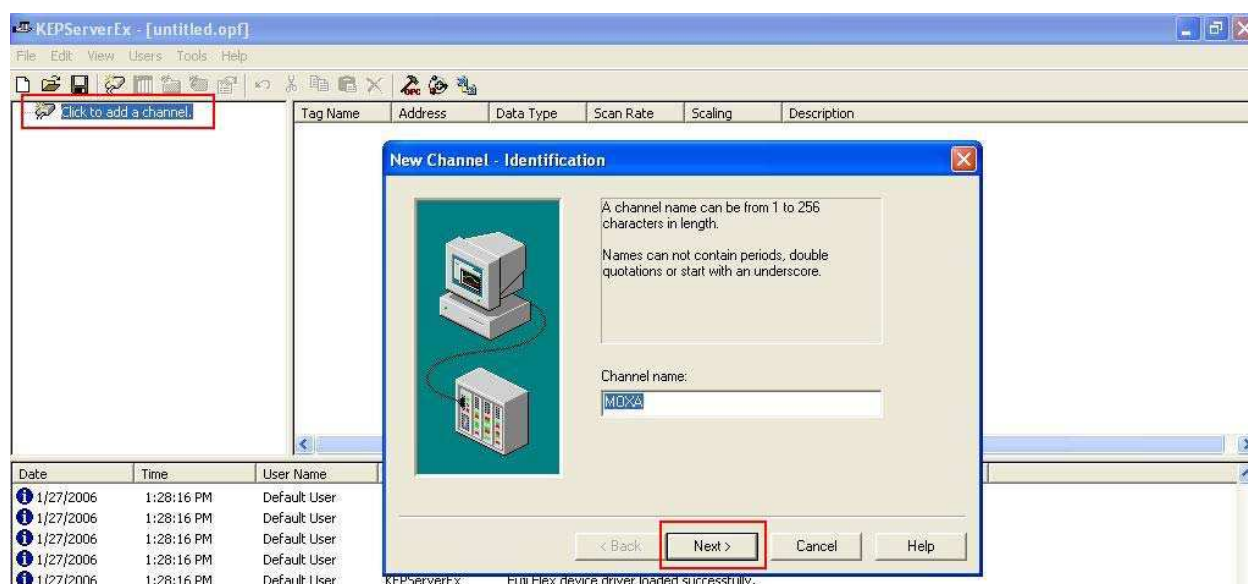 KEPServerEx - [untitled.opf]
File Edit View Users Tools Help
Click to add a channel.
Tag Name Address Data Type Scan Rate Scaling Description
New Channel - Identification
A channel name can be from 1 to 256
characters in length.
Names can not contain periods, double
quotations or start with an underscore.
Channel name:
MOXA
< Back Next > Cancel Help
Date Time User Name
1/27/2006 1:28:16 PM Default User
1/27/2006 1:28:16 PM Default User
1/27/2006 1:28:16 PM Default User
1/27/2006 1:28:16 PM Default User
1/27/2006 1:28:16 PM Default User KEPServerEx Fuji Flex device driver loaded successfully.